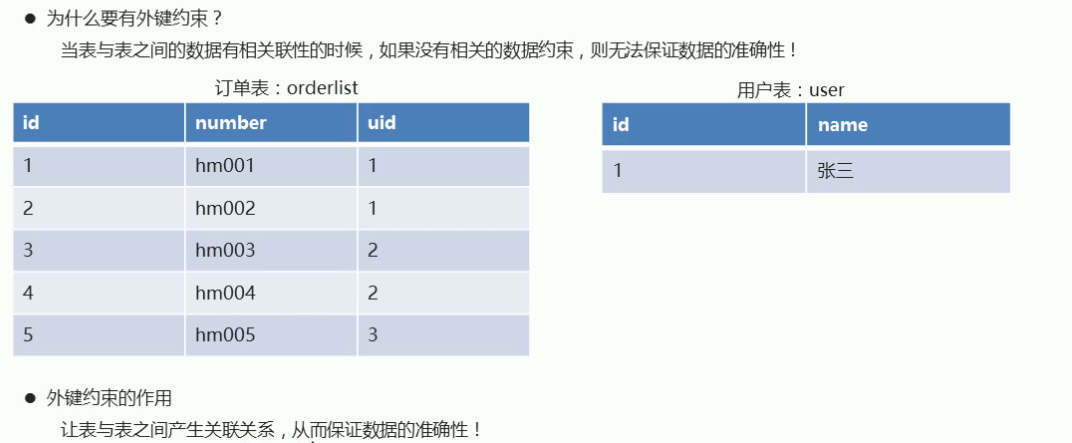 ● 为什么要有外键约束？
当表与表之间的数据有相关联性的时候，如果没有相关的数据约束，则无法保证数据的准确性！
订单表：orderlist
id number uid
1 hm001 1
2 hm002 1
3 hm003 2
4 hm004 2
5 hm005 3
用户表：user
id name
1 张三
● 外键约束的作用
让表与表之间产生关联关系，从而保证数据的准确性！